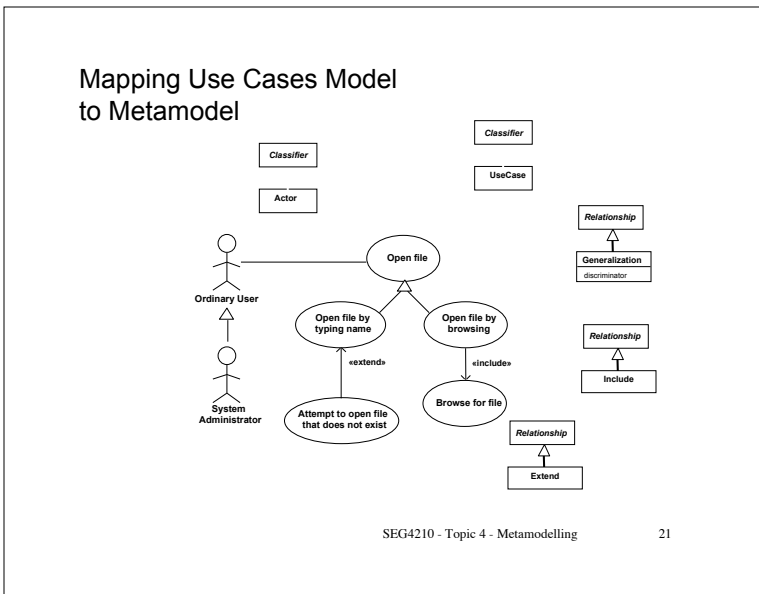 Mapping Use Cases Model
to Metamodel
Classifier
Classifier
UseCase
Actor
Relationship
Generalization
discriminator
Open file
Ordinary User
Open file by
typing name
Open file by
browsing
Relationship
Include
«extend»
«include»
System
Administrator
Attempt to open file
that does not exist
Browse for file
Relationship
Extend
SEG4210 - Topic 4 - Metamodelling
21